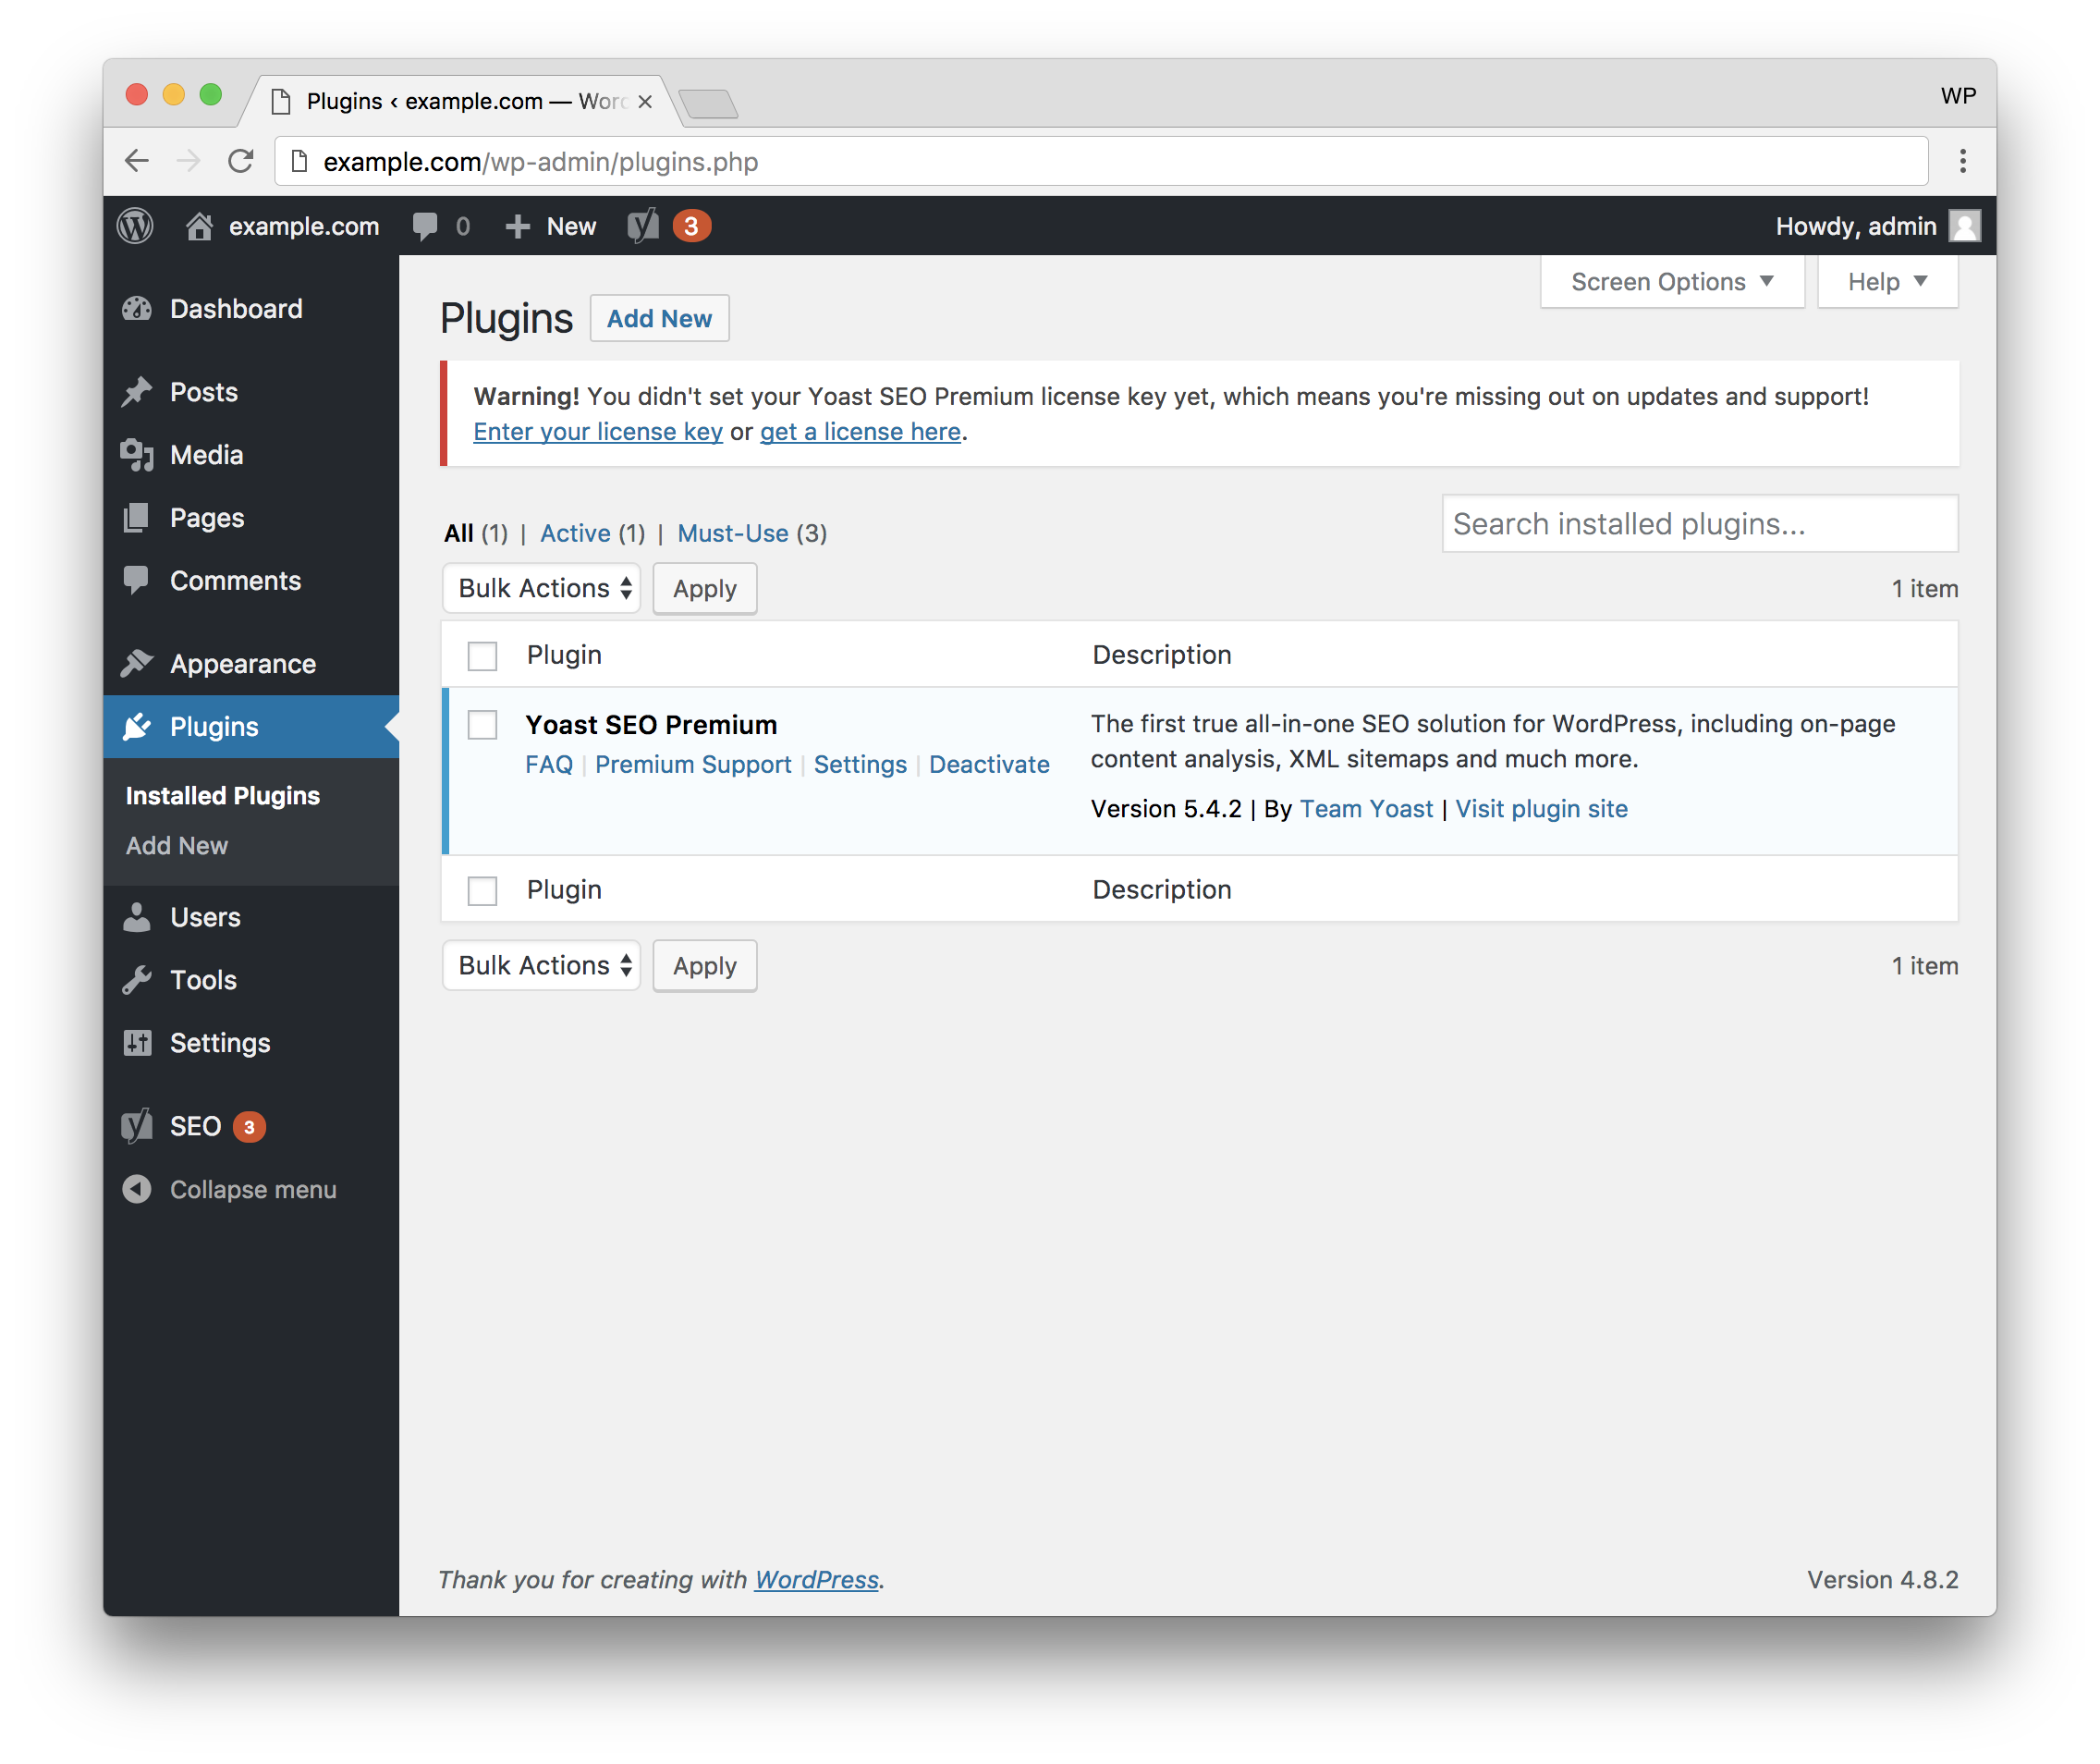 Plugins ‹ example.com — Word
WP
example.com/wp-admin/plugins.php
example.com 0 New 3 Howdy, admin
Screen Options Help
Dashboard
Posts
Media
Pages
Comments
Appearance
Plugins
Installed Plugins
Add New
Users
Tools
Settings
SEO 3
Collapse menu
Plugins Add New
Warning! You didn't set your Yoast SEO Premium license key yet, which means you're missing out on updates and support!
Enter your license key or get a license here.
All (1) | Active (1) | Must-Use (3)
Search installed plugins...
Bulk Actions Apply 1 item
Plugin Description
Yoast SEO Premium
FAQ | Premium Support | Settings | Deactivate
The first true all-in-one SEO solution for WordPress, including on-page
content analysis, XML sitemaps and much more.
Version 5.4.2 | By Team Yoast | Visit plugin site
Plugin Description
Bulk Actions Apply 1 item
Thank you for creating with WordPress. Version 4.8.2